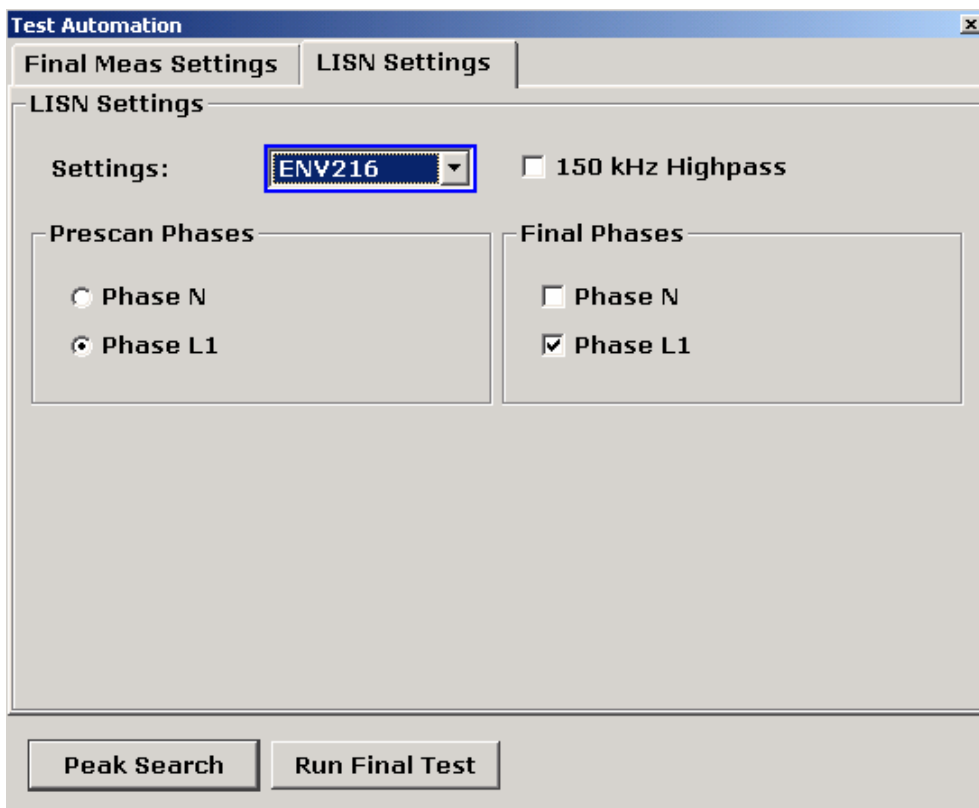 Test Automation
Final Meas Settings
LISN Settings
LISN Settings
Settings:
ENV216
150 kHz Highpass
Prescan Phases
Final Phases
Phase N
Phase N
Phase L1
Phase L1
Peak Search
Run Final Test